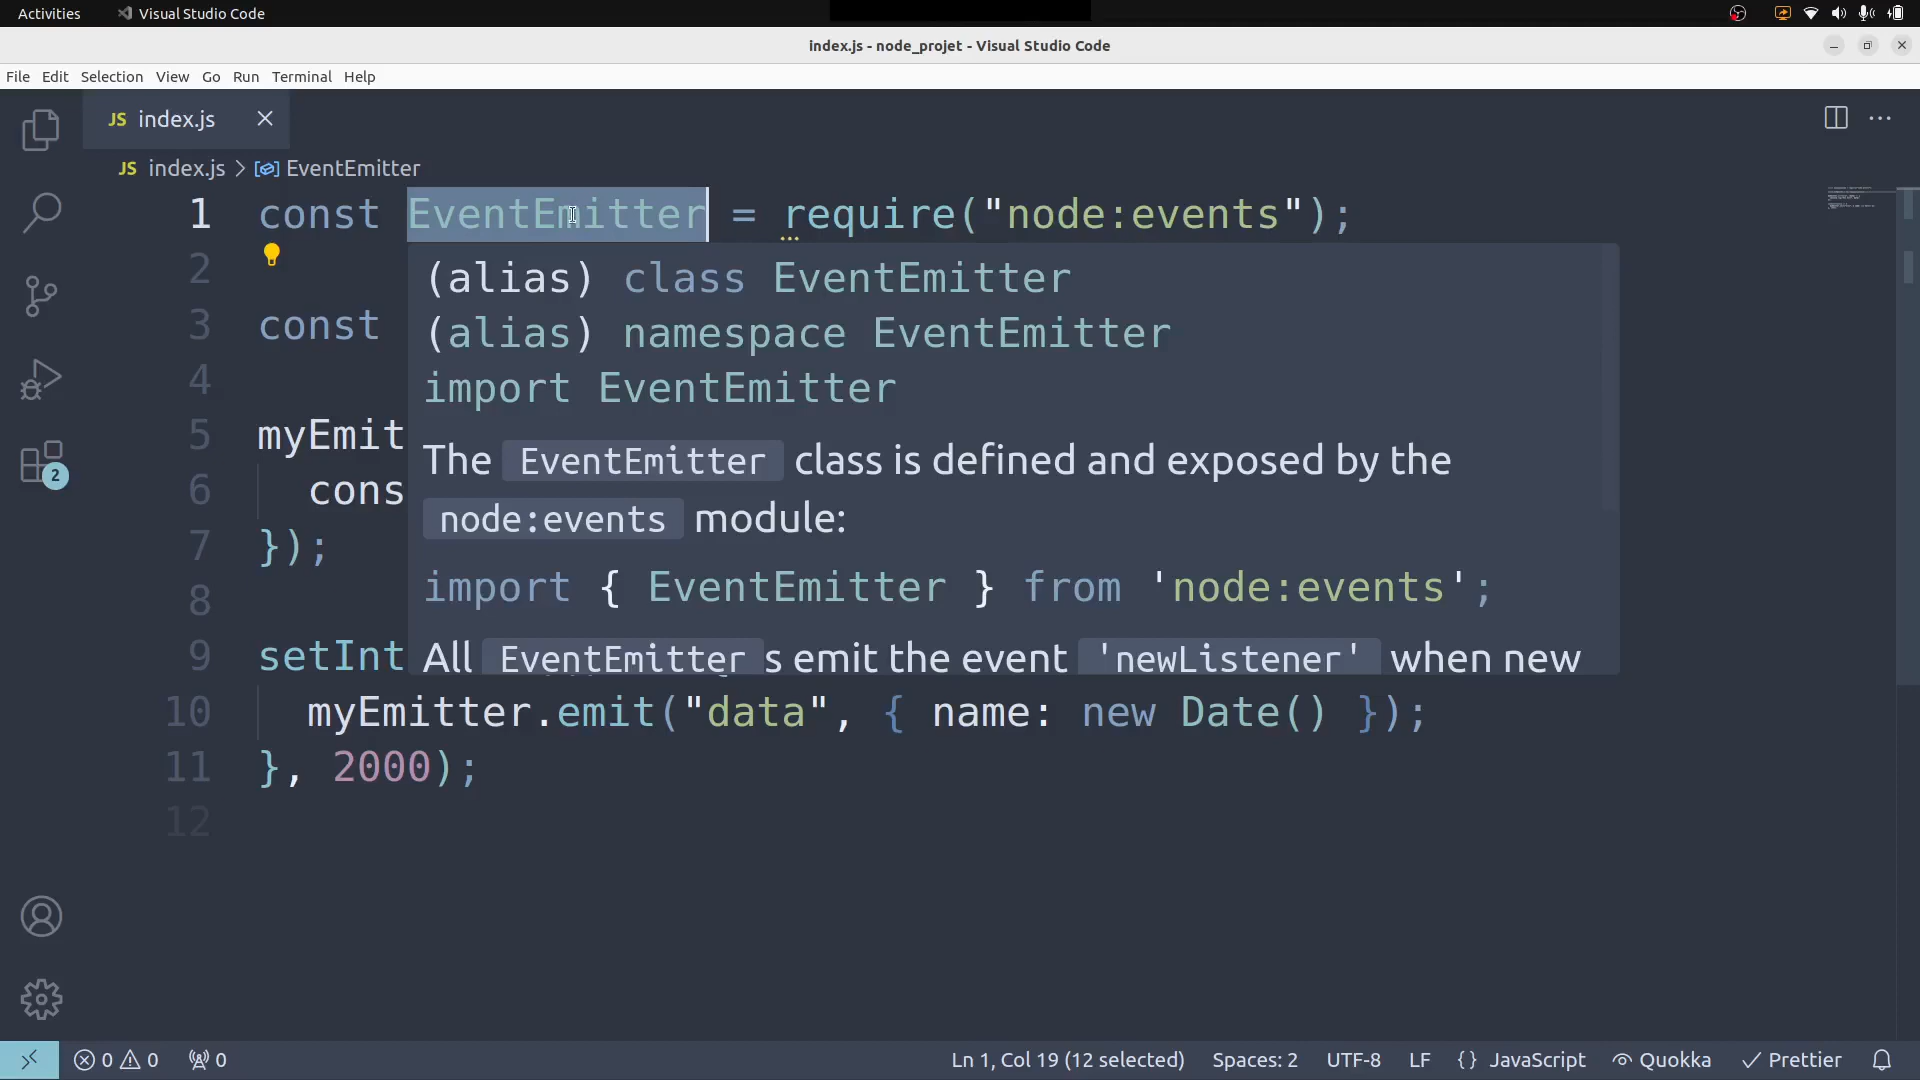 Activities Visual Studio Code
index.js - node_projet - Visual Studio Code
File Edit Selection View Go Run Terminal Help
JS index.js
JS index.js > EventEmitter
1 const EventEmitter = require("node:events");
2
3 const
4
5 myEmit
6 cons
7 });
8
9 setInt
10 myEmitter.emit("data", { name: new Date() });
11 }, 2000);
12
(alias) class EventEmitter
(alias) namespace EventEmitter
import EventEmitter
The EventEmitter class is defined and exposed by the
node:events module:
import { EventEmitter } from 'node:events';
All EventEmitter s emit the event 'newListener' when new
2
0 0 0 Ln 1, Col 19 (12 selected) Spaces: 2 UTF-8 LF {} JavaScript Quokka Prettier